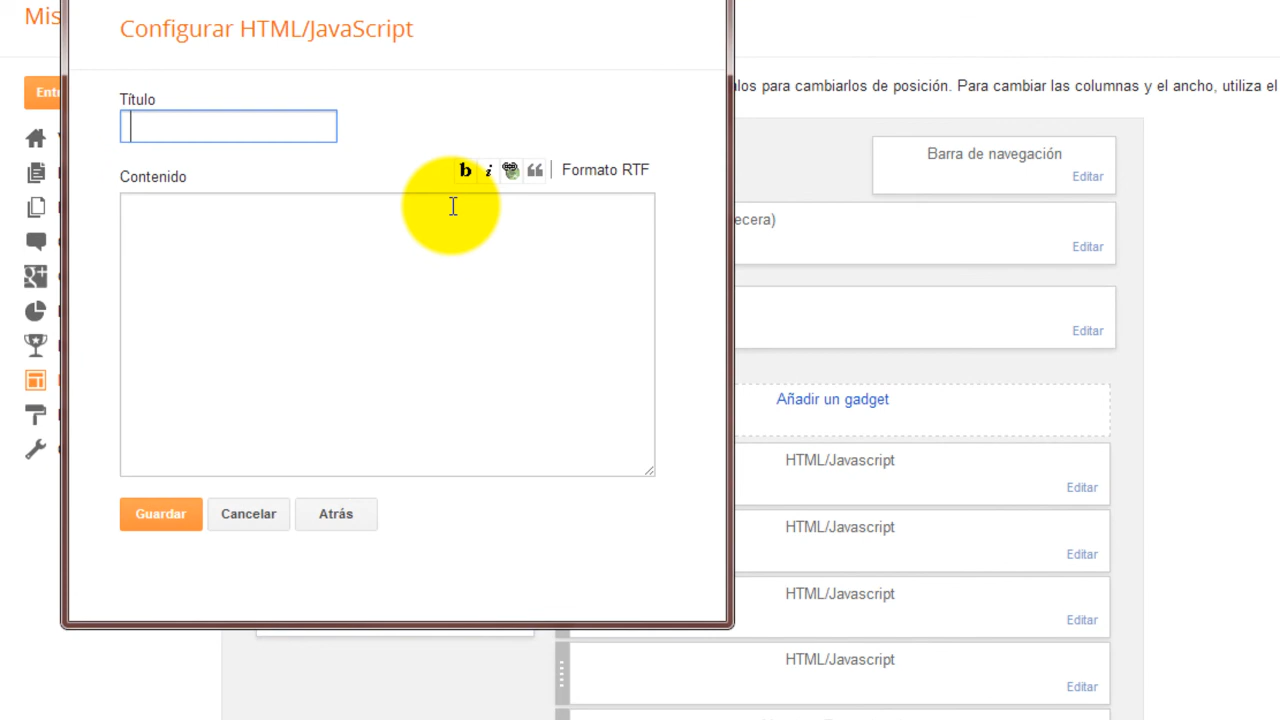 Mis
Configurar HTML/JavaScript
Entr
Título
Contenido
b i Formato RTF
Guardar Cancelar Atrás
los para cambiarlos de posición. Para cambiar las columnas y el ancho, utiliza el
Barra de navegación
Editar
ecera)
Editar
Editar
Añadir un gadget
HTML/Javascript
Editar
HTML/Javascript
Editar
HTML/Javascript
Editar
HTML/Javascript
Editar